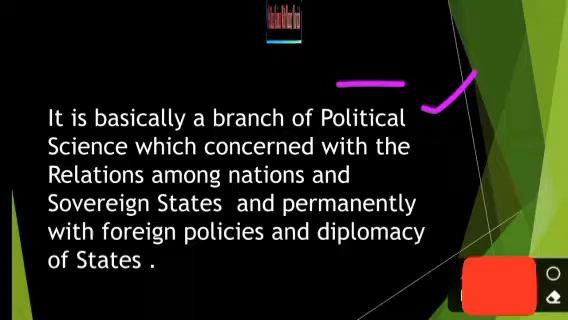 It is basically a branch of Political
Science which concerned with the
Relations among nations and
Sovereign States and permanently
with foreign policies and diplomacy
of States .